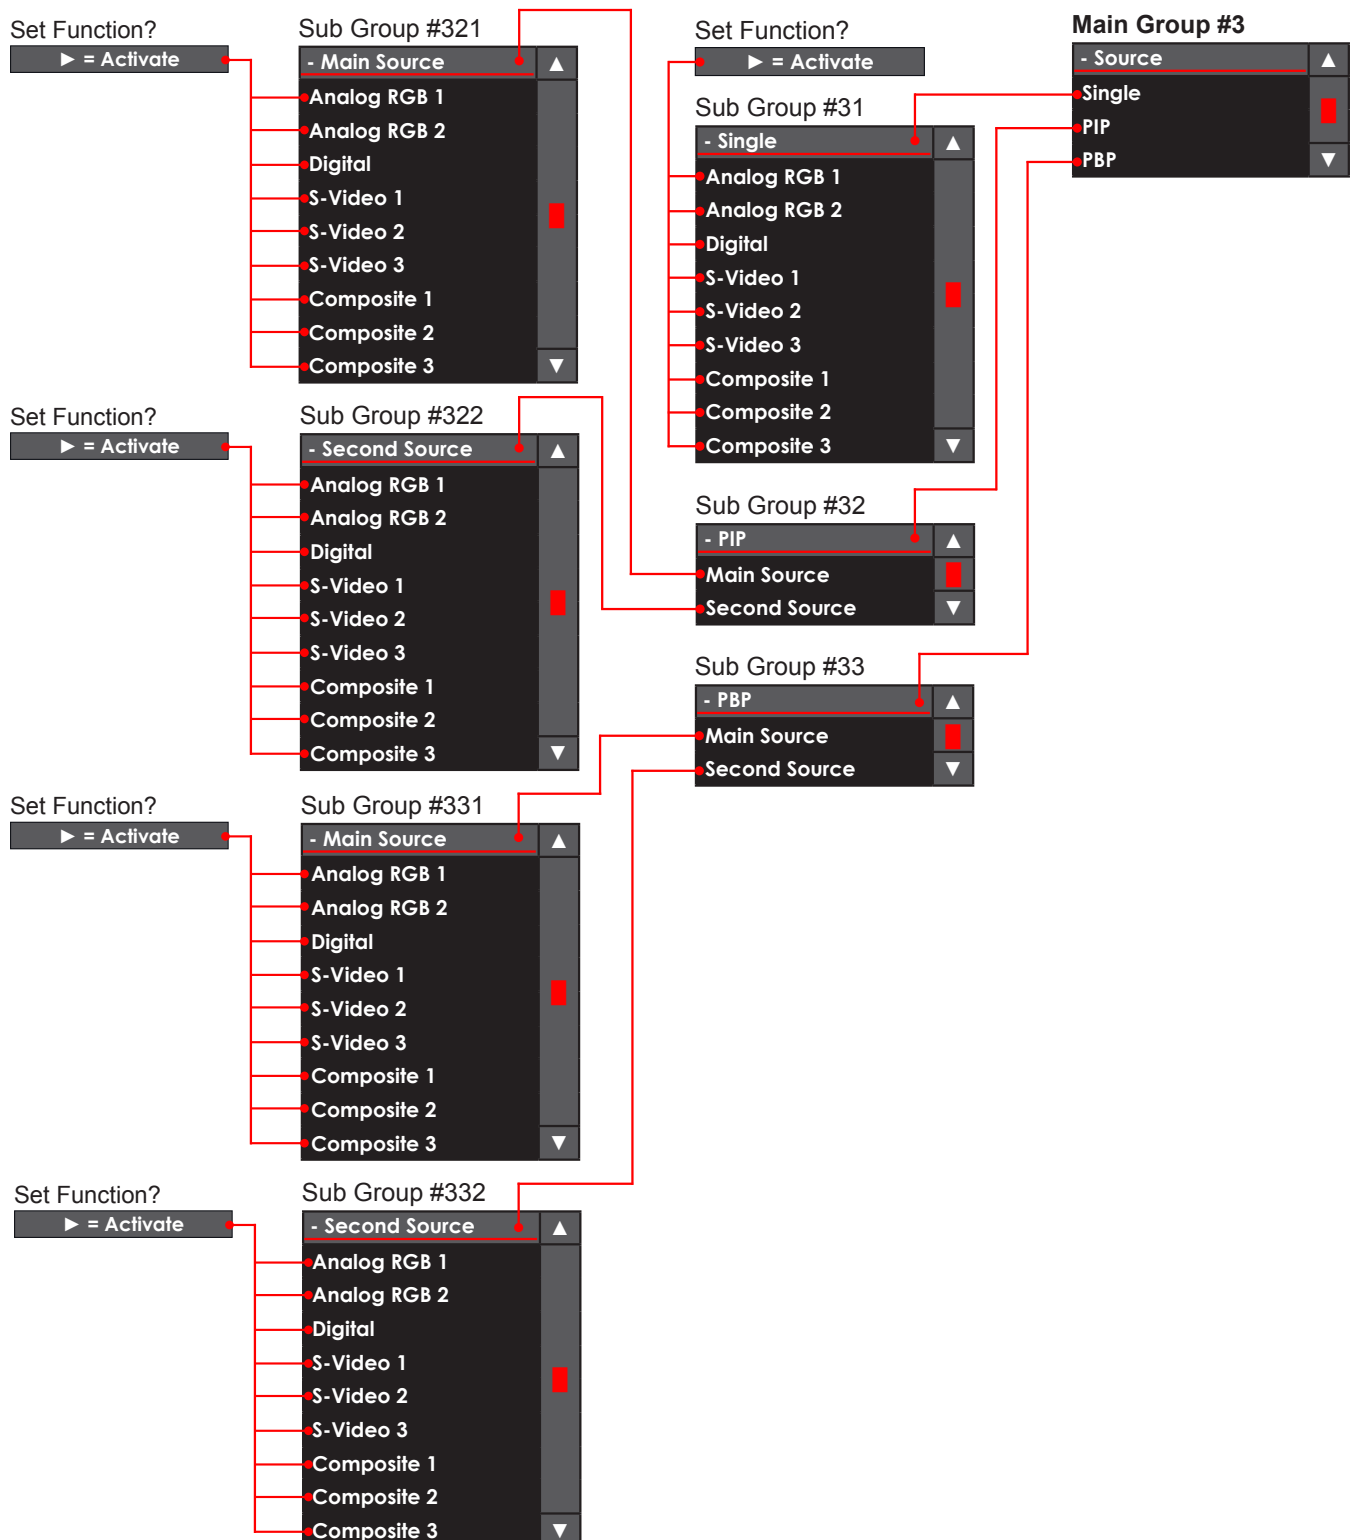 Set Function?
► = Activate
Sub Group #321
- Main Source
▲
Analog RGB 1
Analog RGB 2
Digital
S-Video 1
S-Video 2
S-Video 3
Composite 1
Composite 2
Composite 3
▼
Set Function?
► = Activate
Sub Group #322
- Second Source
▲
Analog RGB 1
Analog RGB 2
Digital
S-Video 1
S-Video 2
S-Video 3
Composite 1
Composite 2
Composite 3
▼
Set Function?
► = Activate
Sub Group #331
- Main Source
▲
Analog RGB 1
Analog RGB 2
Digital
S-Video 1
S-Video 2
S-Video 3
Composite 1
Composite 2
Composite 3
▼
Set Function?
► = Activate
Sub Group #332
- Second Source
▲
Analog RGB 1
Analog RGB 2
Digital
S-Video 1
S-Video 2
S-Video 3
Composite 1
Composite 2
Composite 3
▼
Set Function?
► = Activate
Sub Group #31
- Single
▲
Analog RGB 1
Analog RGB 2
Digital
S-Video 1
S-Video 2
S-Video 3
Composite 1
Composite 2
Composite 3
▼
Sub Group #32
- PIP
▲
Main Source
Second Source
▼
Sub Group #33
- PBP
▲
Main Source
Second Source
▼
Main Group #3
- Source
▲
Single
PIP
PBP
▼